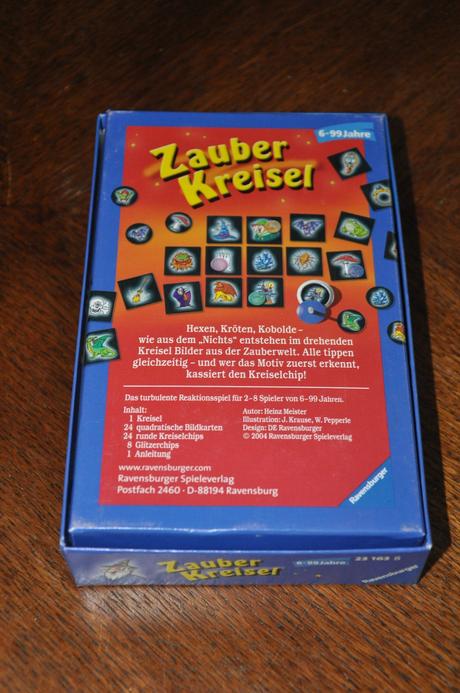 6-99 Jahre
Zauber
Kreisel
Hexen, Kröten, Kobolde –
wie aus dem „Nichts“ entstehen im drehenden
Kreisel Bilder aus der Zauberwelt. Alle tippen
gleichzeitig – und wer das Motiv zuerst erkennt,
kassiert den Kreiselchip!
Das turbulente Reaktionsspiel für 2-8 Spieler von 6-99 Jahren.
Inhalt:
1 Kreisel
24 quadratische Bildkarten
24 runde Kreiselchips
8 Glitzerchips
1 Anleitung
Autor: Heinz Meister
Illustration: J. Krause, W. Pepperle
Design: DE Ravensburger
© 2004 Ravensburger Spieleverlag
www.ravensburger.com
Ravensburger Spieleverlag
Postfach 2460 · D-88194 Ravensburg
Ravensburger
Zauber
Kreisel
6-99 Jahre
23 163 5
Ravensburger